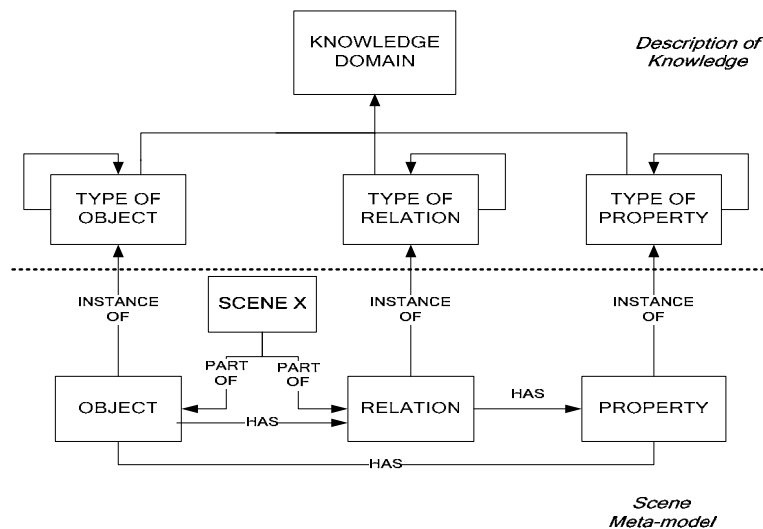 KNOWLEDGE
DOMAIN
Description of
Knowledge
TYPE OF
OBJECT
TYPE OF
RELATION
TYPE OF
PROPERTY
INSTANCE
OF
SCENE X
INSTANCE
OF
INSTANCE
OF
PART
OF
PART
OF
OBJECT
HAS
RELATION
HAS
PROPERTY
HAS
Scene
Meta-model